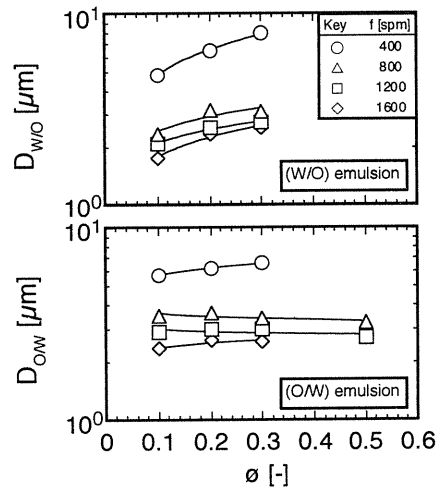 10¹
D_W/O [μm]
10⁰
Key f [spm]
400
800
1200
1600
(W/O) emulsion
10¹
D_O/W [μm]
10⁰
(O/W) emulsion
0 0.1 0.2 0.3 0.4 0.5 0.6
ø [-]